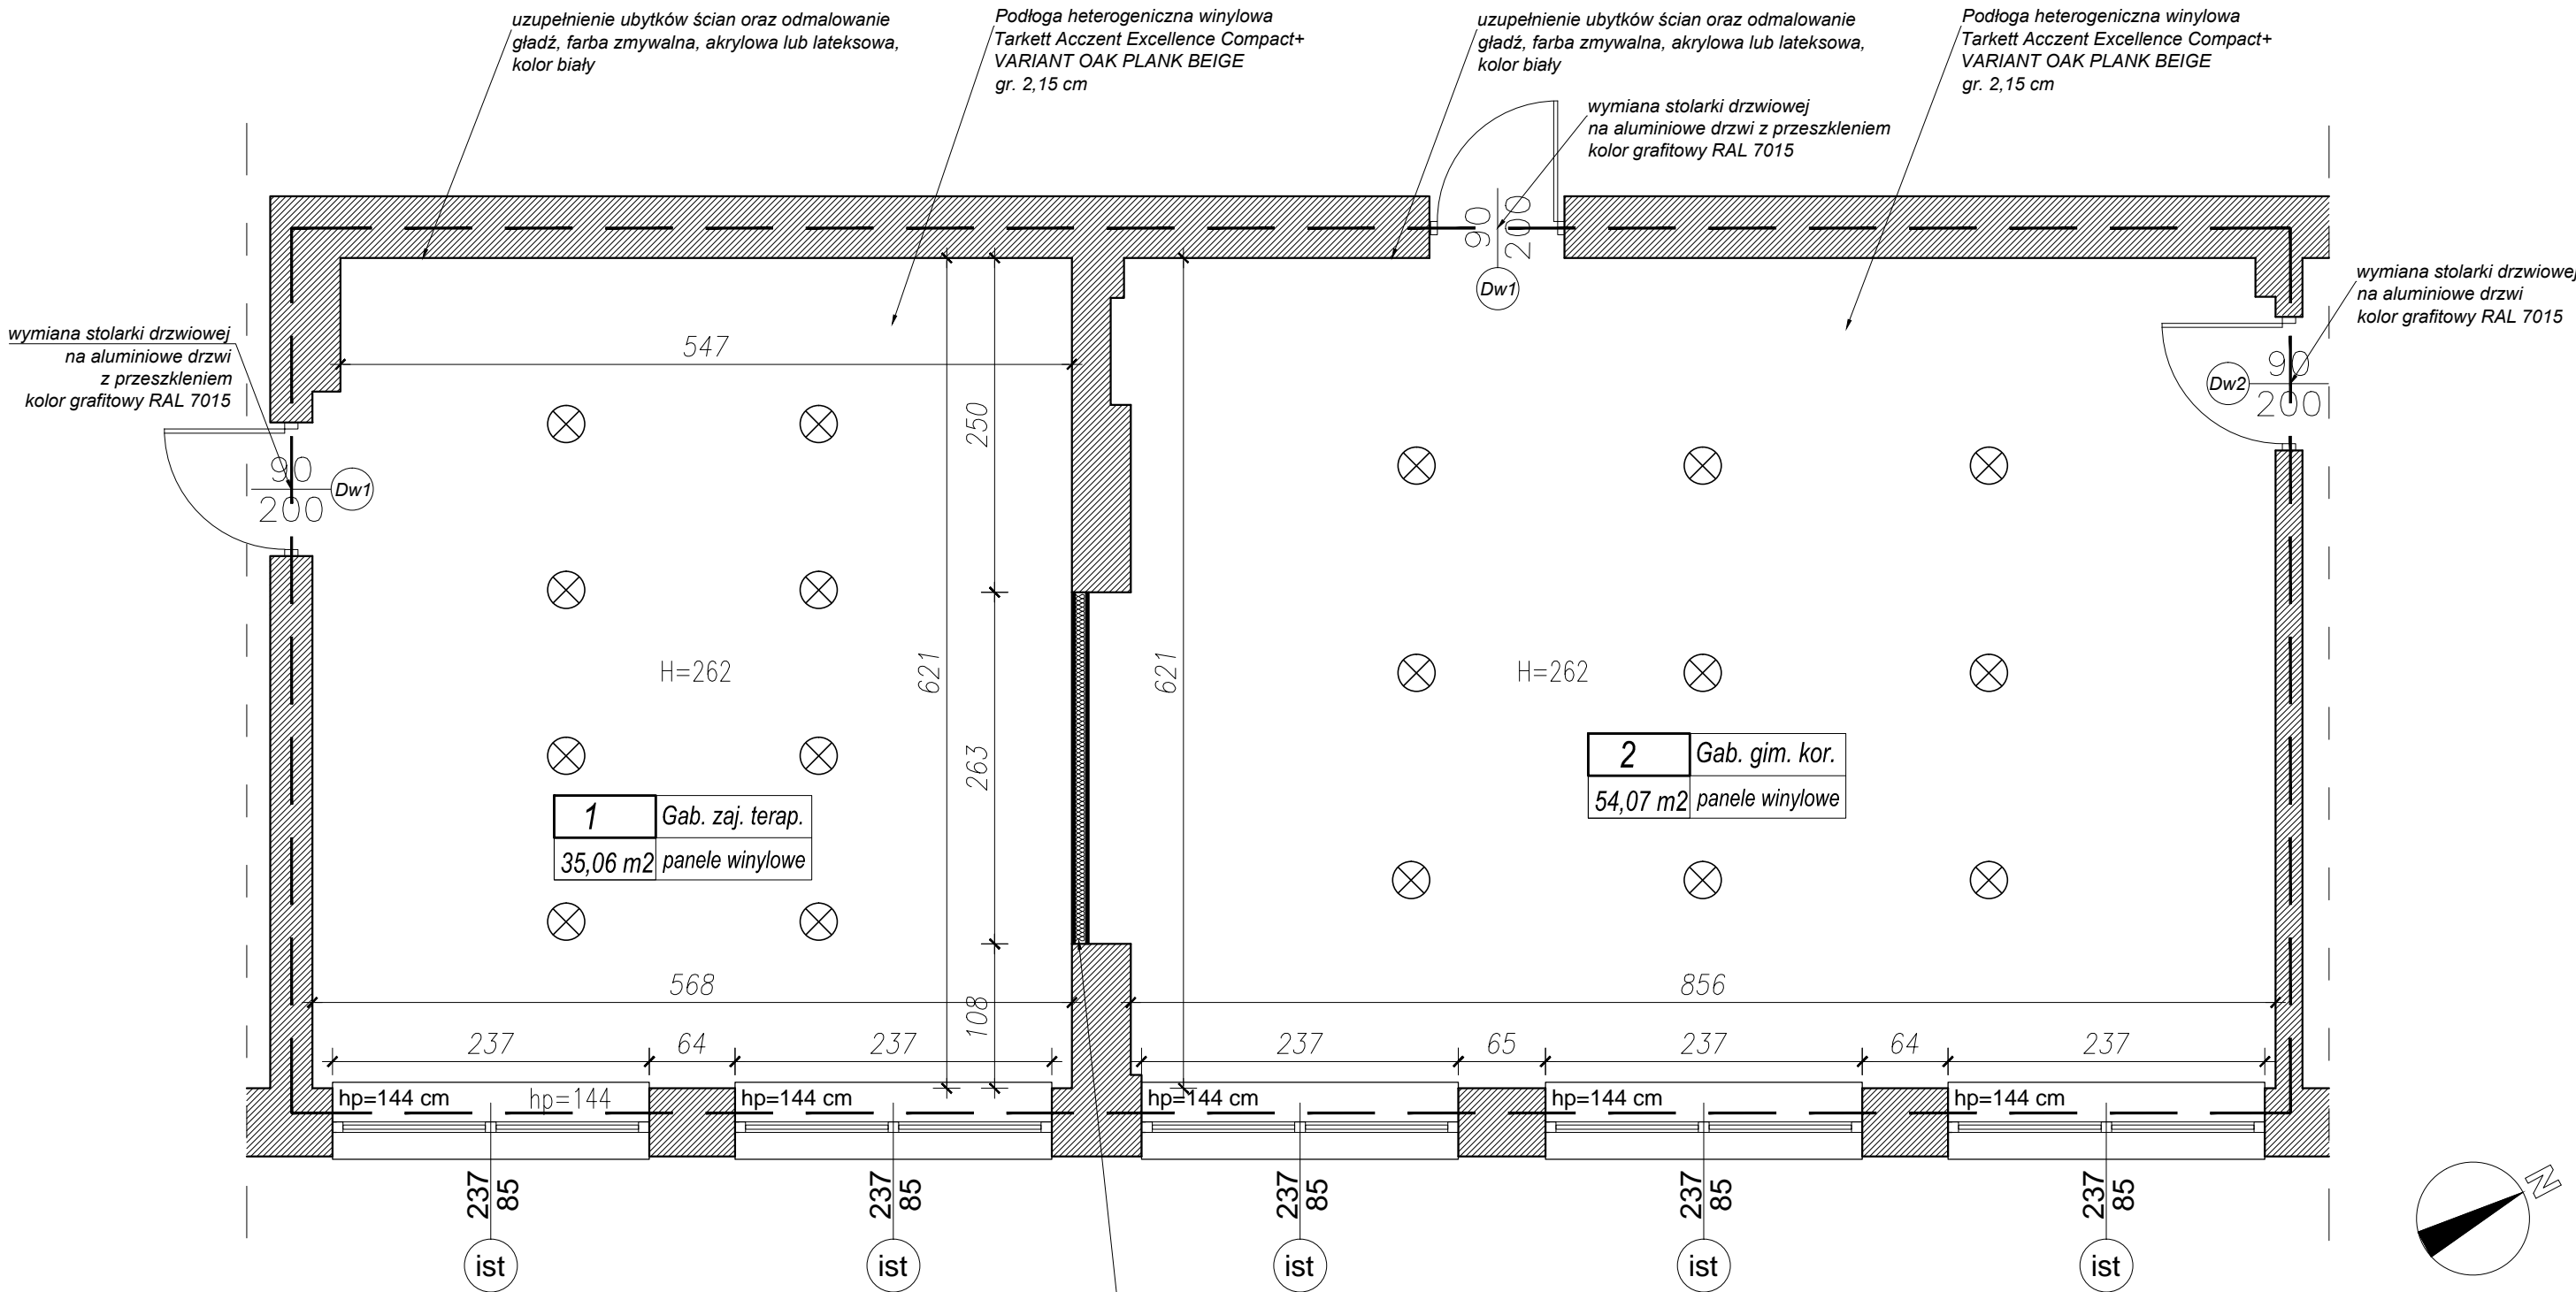 uzupełnienie ubytków ścian oraz odmalowanie
gładź, farba zmywalna, akrylowa lub lateksowa,
kolor biały
Podłoga heterogeniczna winylowa
Tarkett Acczent Excellence Compact+
VARIANT OAK PLANK BEIGE
gr. 2,15 cm
uzupełnienie ubytków ścian oraz odmalowanie
gładź, farba zmywalna, akrylowa lub lateksowa,
kolor biały
Podłoga heterogeniczna winylowa
Tarkett Acczent Excellence Compact+
VARIANT OAK PLANK BEIGE
gr. 2,15 cm
wymiana stolarki drzwiowej
na aluminiowe drzwi z przeszkleniem
kolor grafitowy RAL 7015
90
200
Dw1
wymiana stolarki drzwiowej
na aluminiowe drzwi
kolor grafitowy RAL 7015
90
200
Dw2
wymiana stolarki drzwiowej
na aluminiowe drzwi
z przeszkleniem
kolor grafitowy RAL 7015
90
200
Dw1
547
250
621
263
108
621
H=262
H=262
1 Gab. zaj. terap.
35,06 m2 panele winylowe
2 Gab. gim. kor.
54,07 m2 panele winylowe
568
856
237 64 237
237 65 237 64 237
hp=144 cm hp=144
hp=144 cm
hp=144 cm
hp=144 cm
hp=144 cm
237
85
237
85
237
85
237
85
237
85
ist
ist
ist
ist
ist
N